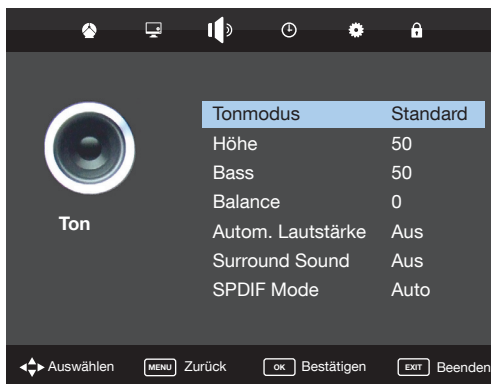 Tonmodus Standard
Höhe 50
Bass 50
Balance 0
Ton
Autom. Lautstärke Aus
Surround Sound Aus
SPDIF Mode Auto
Auswählen MENU Zurück OK Bestätigen EXIT Beenden